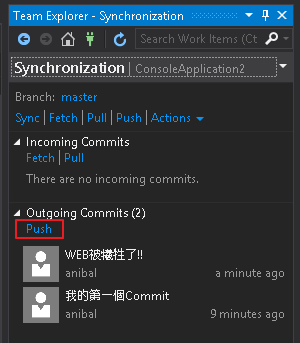 Team Explorer - Synchronization
Search Work Items (Ct
Synchronization | ConsoleApplication2
Branch: master
Sync | Fetch | Pull | Push | Actions
Incoming Commits
Fetch | Pull
There are no incoming commits.
Outgoing Commits (2)
Push
WEB被犧牲了!!
anibal a minute ago
我的第一個Commit
anibal 9 minutes ago